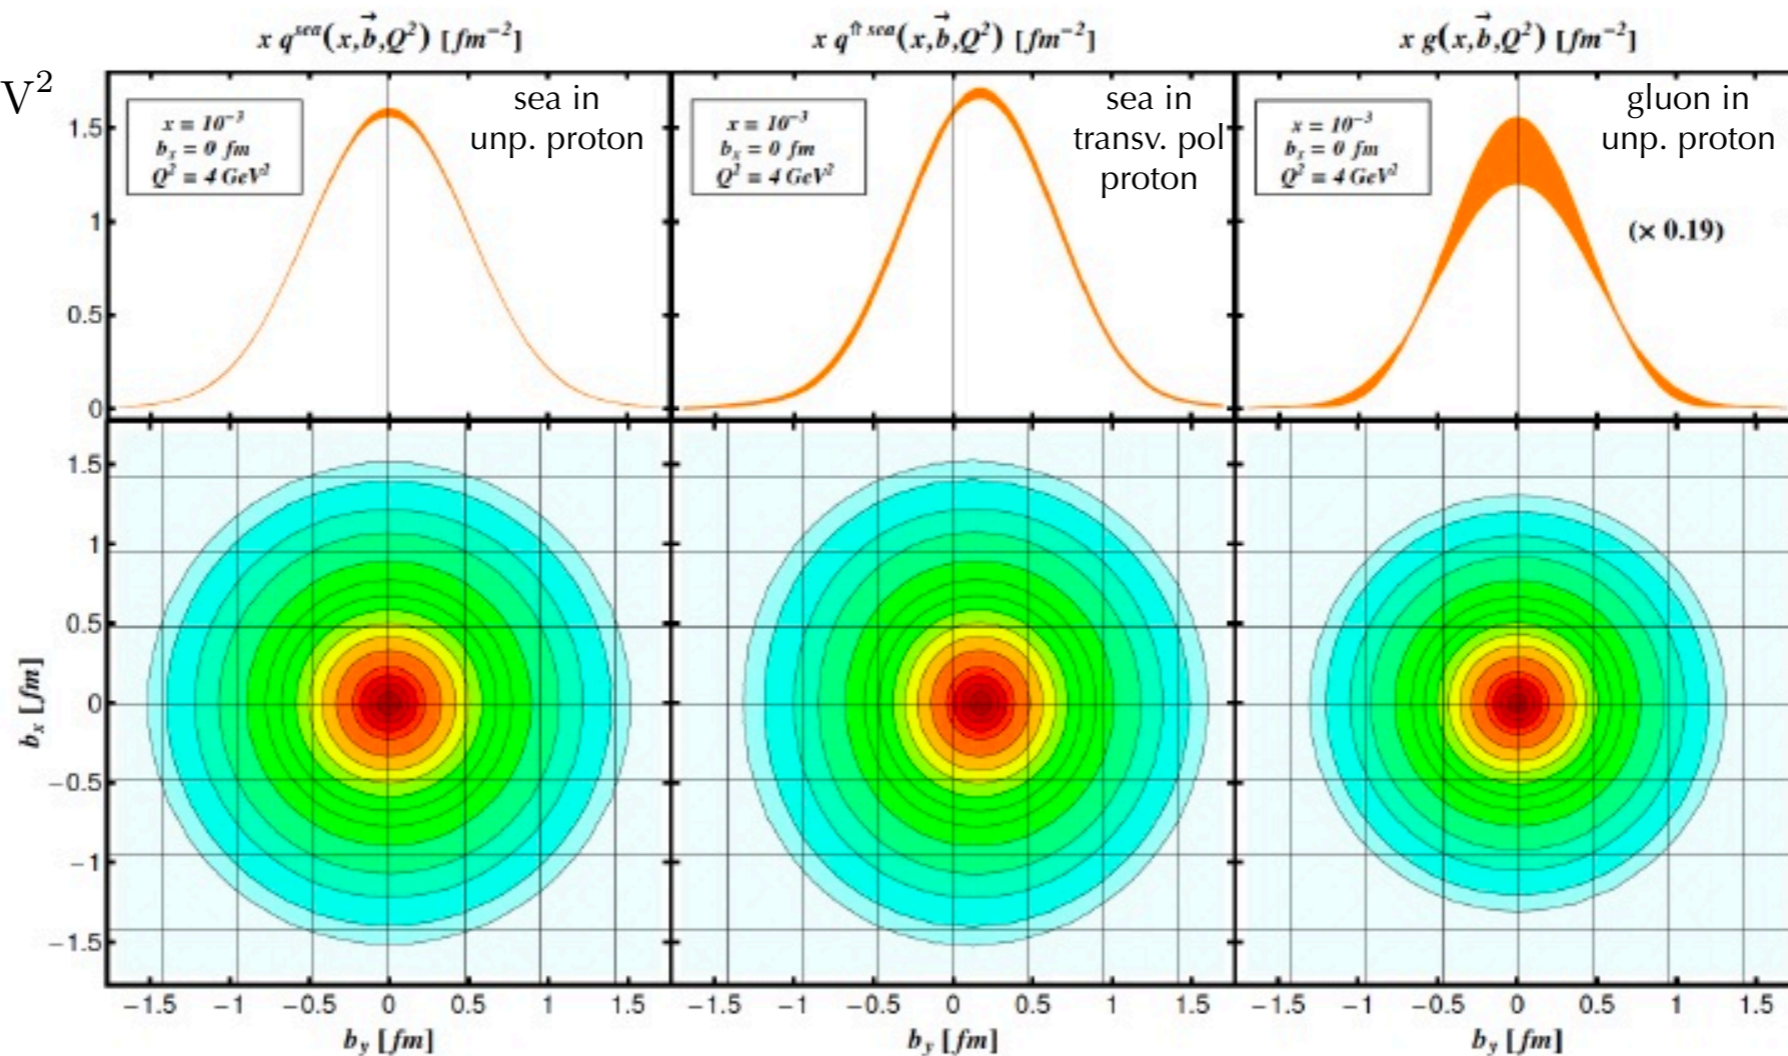 x q^sea(x,b⃗,Q²) [fm⁻²]
x q^⇑ sea(x,b⃗,Q²) [fm⁻²]
x g(x,b⃗,Q²) [fm⁻²]
V²
x = 10⁻³
bₓ = 0 fm
Q² = 4 GeV²
sea in
unp. proton
x = 10⁻³
bₓ = 0 fm
Q² = 4 GeV²
sea in
transv. pol
proton
x = 10⁻³
bₓ = 0 fm
Q² = 4 GeV²
gluon in
unp. proton
(× 0.19)
1.5
1
0.5
0
1.5
1
0.5
0
−0.5
−1
−1.5
bₓ [fm]
−1.5 −1 −0.5 0 0.5 1 1.5
−1.5 −1 −0.5 0 0.5 1 1.5
−1.5 −1 −0.5 0 0.5 1 1.5
b_y [fm]
b_y [fm]
b_y [fm]